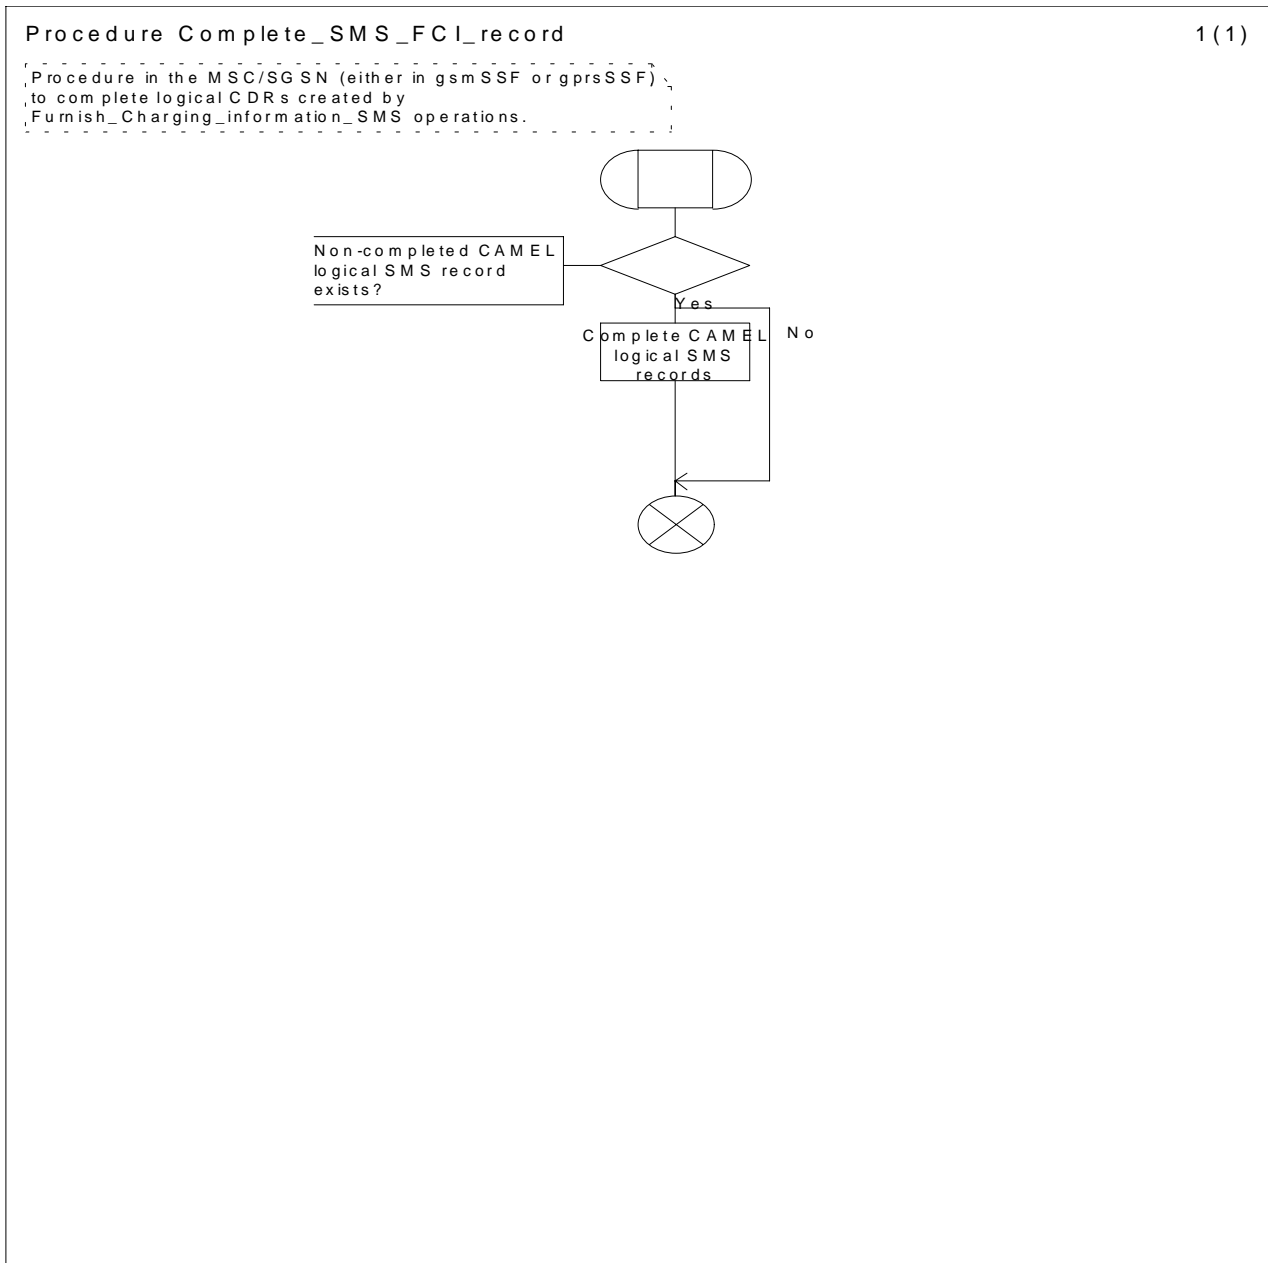 Procedure Complete_SMS_FCI_record 1(1)
Procedure in the MSC/SGSN (either in gsmSSF or gprsSSF)
to complete logical CDRs created by
Furnish_Charging_information_SMS operations.
Non-completed CAMEL
logical SMS record
exists?
Yes
No
Complete CAMEL
logical SMS
records